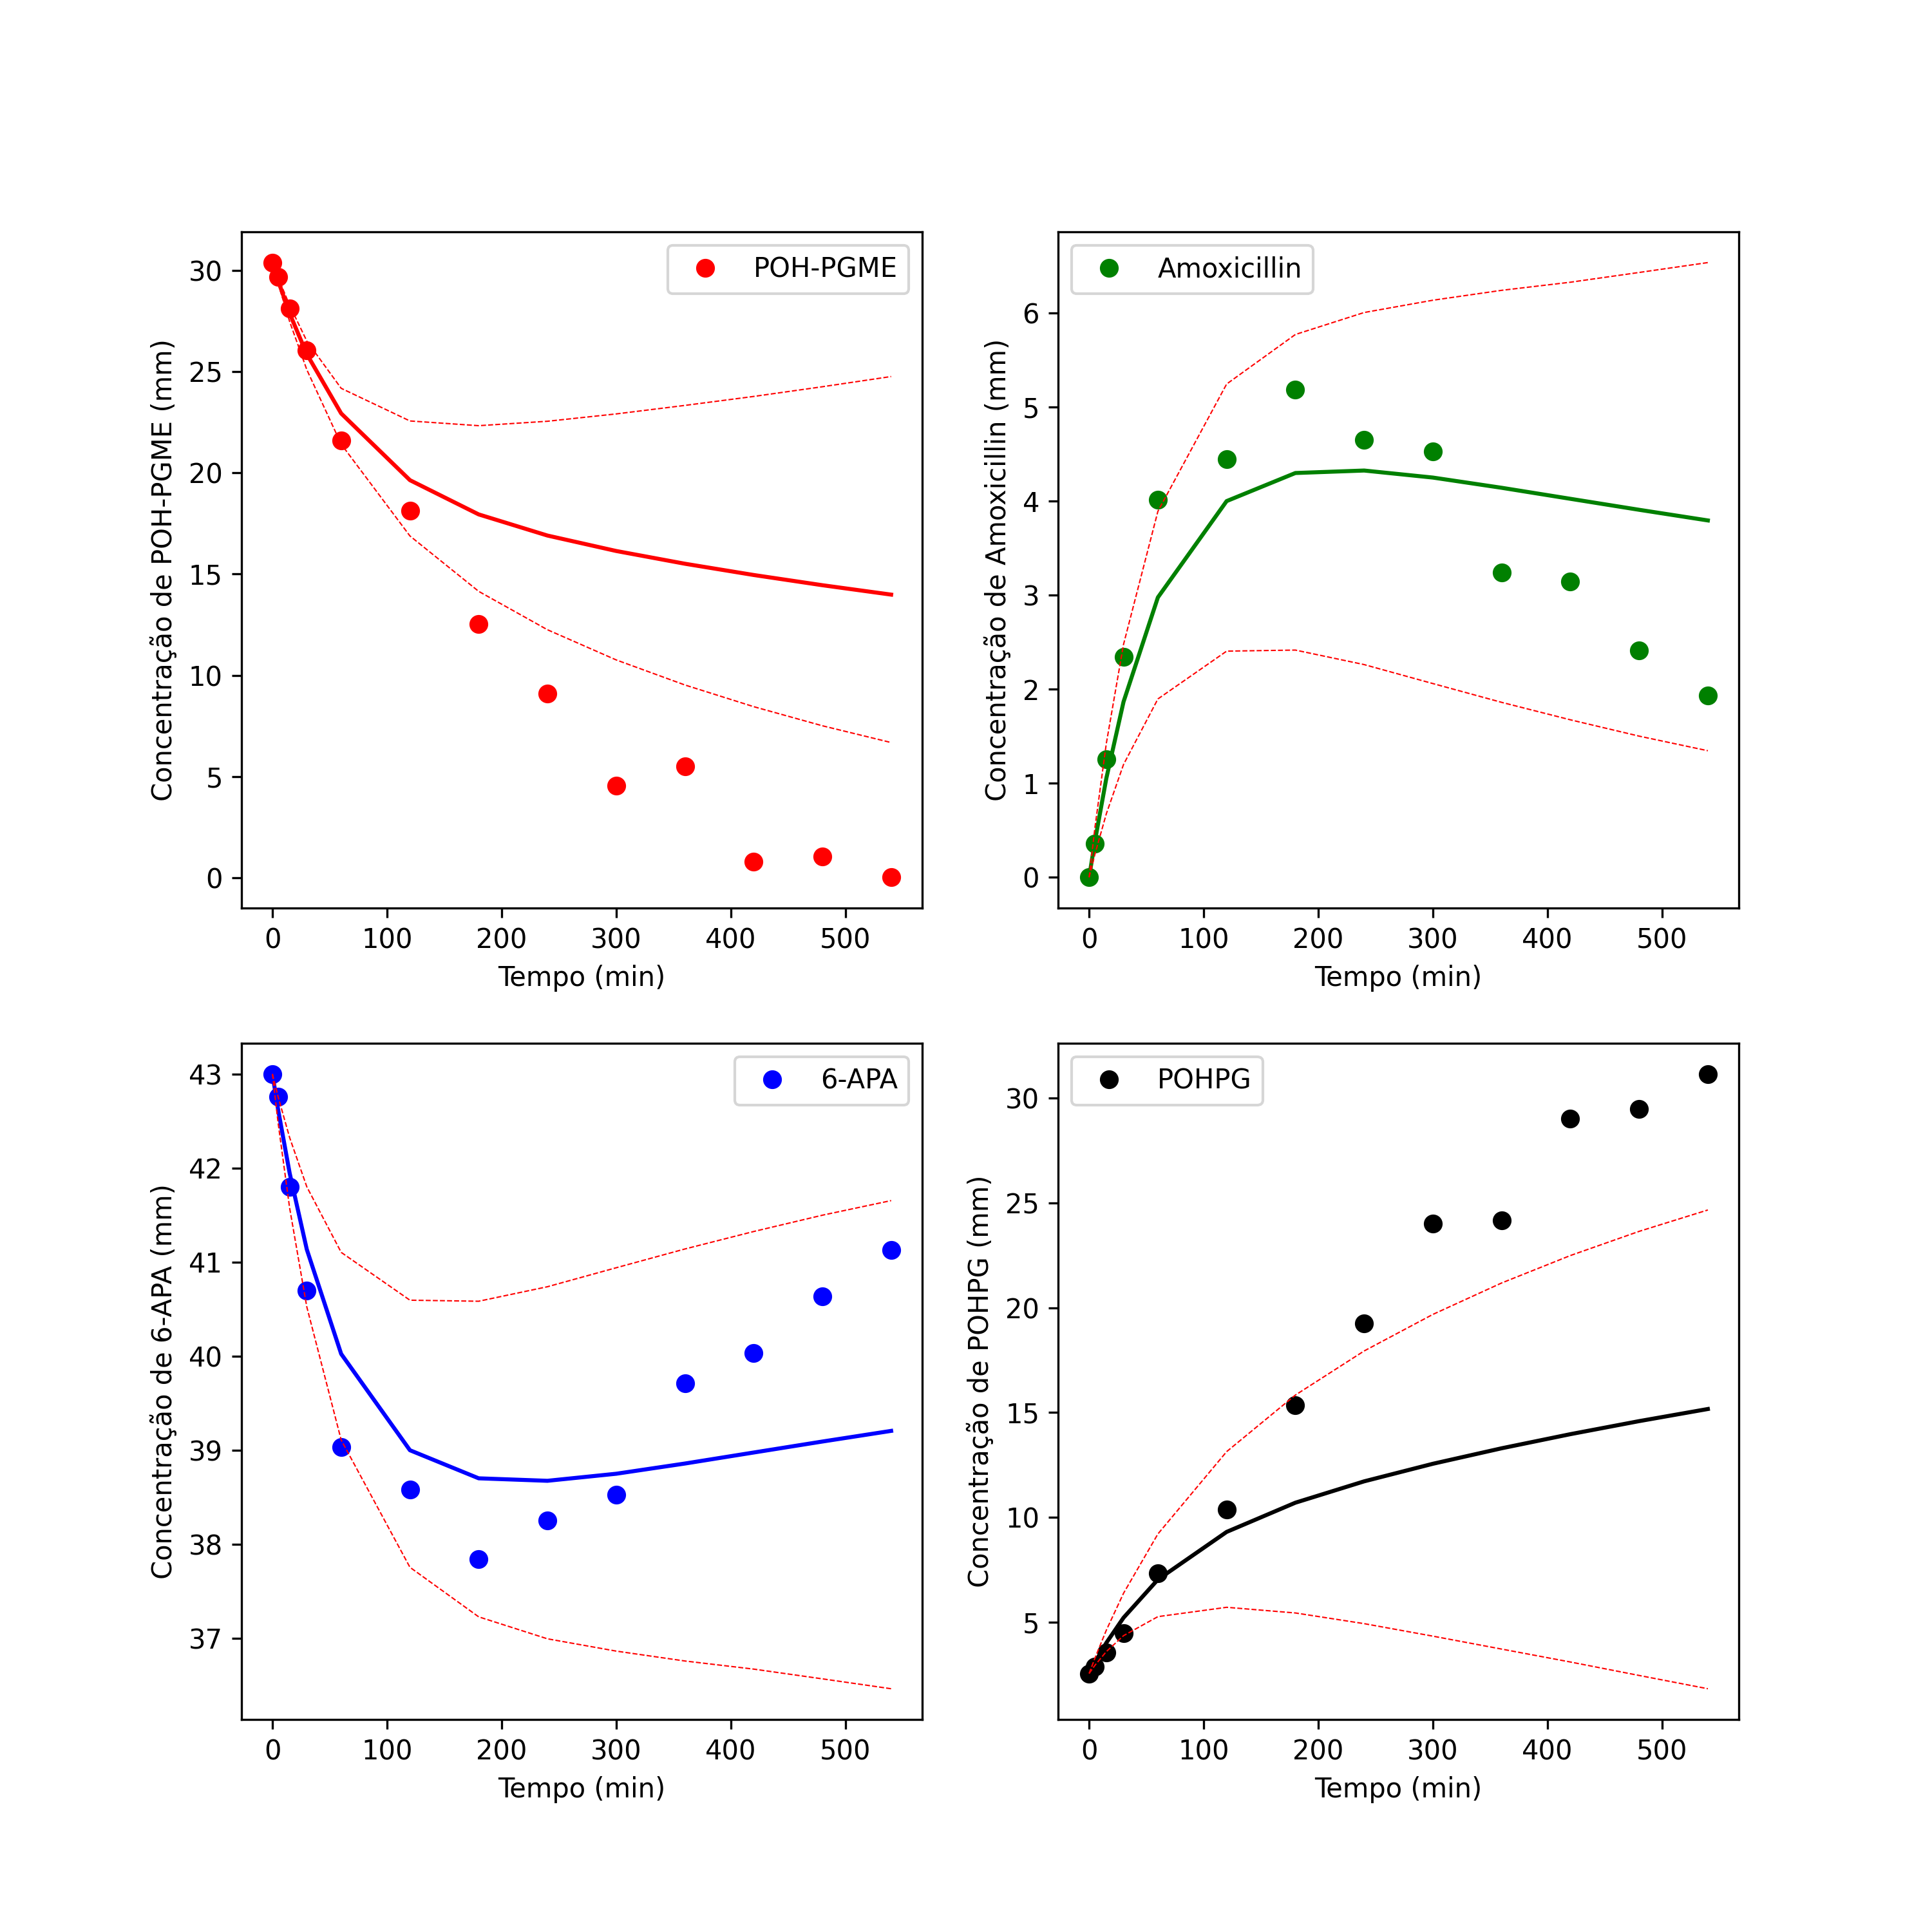 POH-PGME
Concentração de POH-PGME (mm)
30
25
20
15
10
5
0
0 100 200 300 400 500
Tempo (min)
Amoxicillin
Concentração de Amoxicillin (mm)
6
5
4
3
2
1
0
0 100 200 300 400 500
Tempo (min)
6-APA
Concentração de 6-APA (mm)
43
42
41
40
39
38
37
0 100 200 300 400 500
Tempo (min)
POHPG
Concentração de POHPG (mm)
30
25
20
15
10
5
0 100 200 300 400 500
Tempo (min)